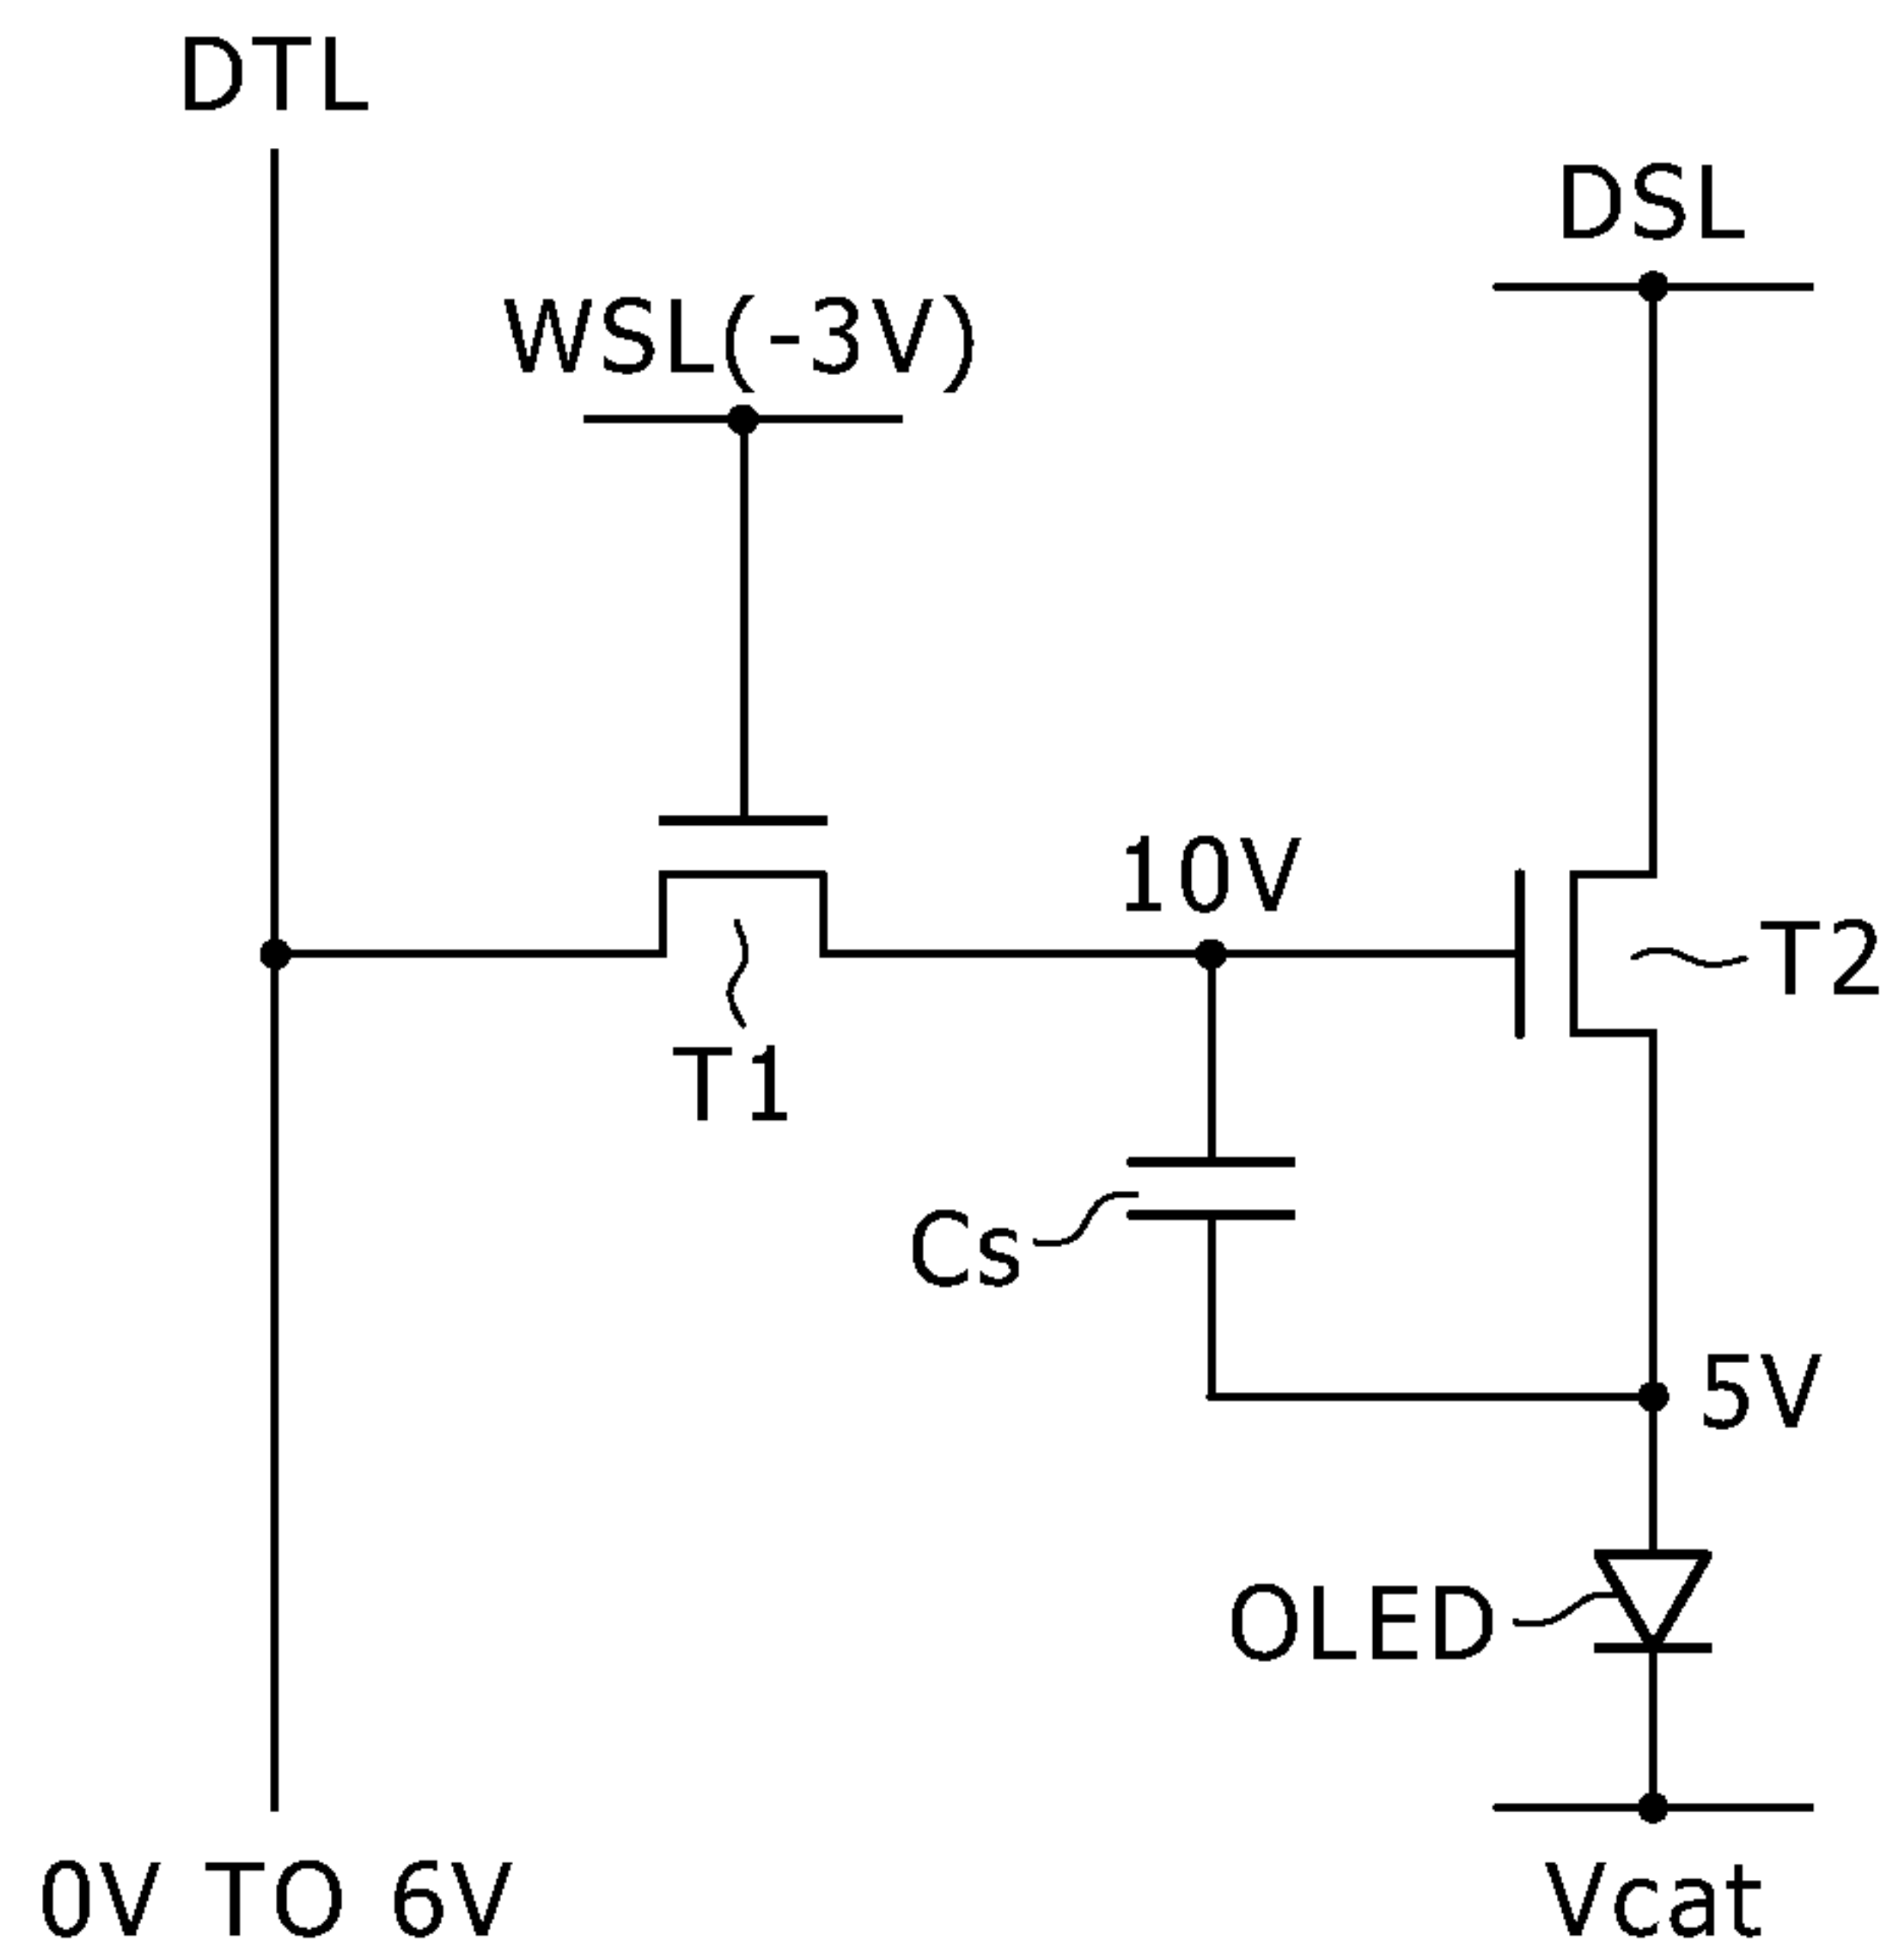 DTL
DSL
WSL(-3V)
10V
T2
T1
Cs
5V
OLED
0V TO 6V
Vcat